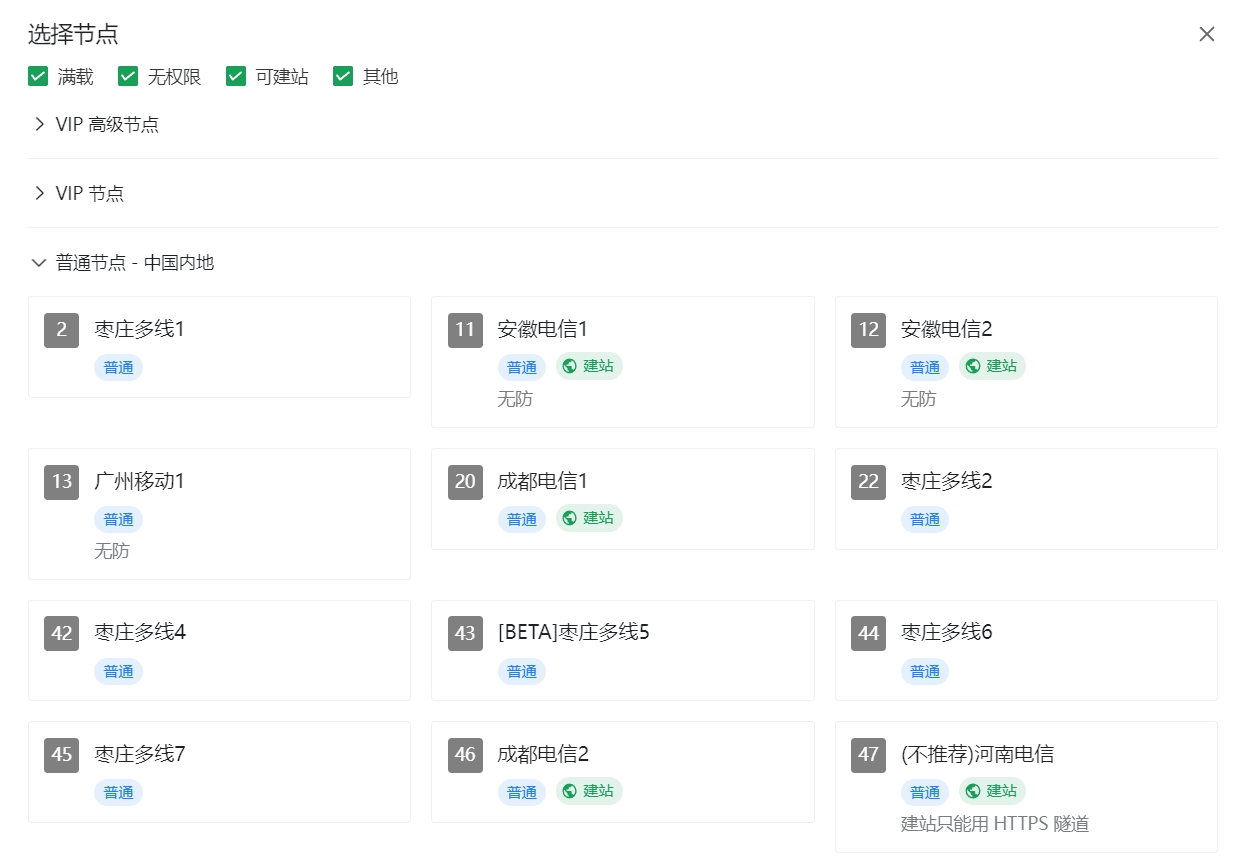 选择节点
满载 无权限 可建站 其他
VIP 高级节点
VIP 节点
普通节点 - 中国内地
2 枣庄多线1
普通
11 安徽电信1
普通 建站
无防
12 安徽电信2
普通 建站
无防
13 广州移动1
普通
无防
20 成都电信1
普通 建站
22 枣庄多线2
普通
42 枣庄多线4
普通
43 [BETA]枣庄多线5
普通
44 枣庄多线6
普通
45 枣庄多线7
普通
46 成都电信2
普通 建站
47 (不推荐)河南电信
普通 建站
建站只能用 HTTPS 隧道